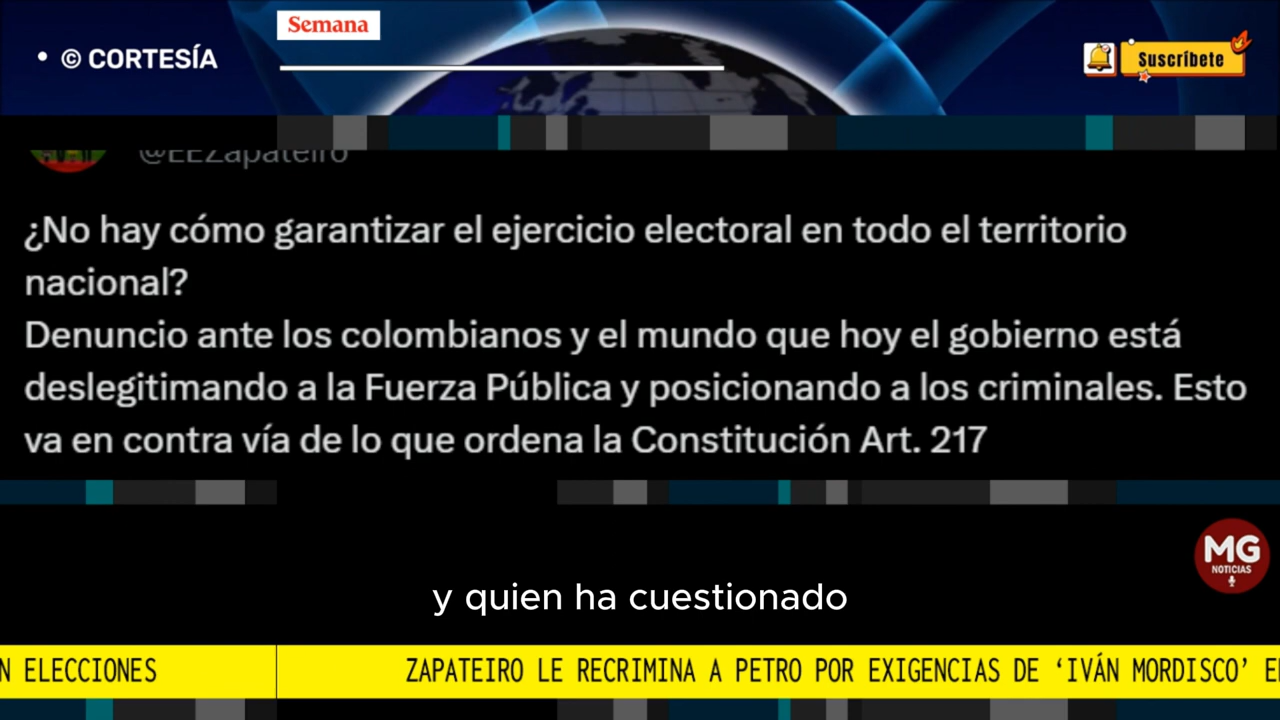 Semana
• © CORTESÍA
Suscríbete
@EEZapateiro
¿No hay cómo garantizar el ejercicio electoral en todo el territorio
nacional?
Denuncio ante los colombianos y el mundo que hoy el gobierno está
deslegitimando a la Fuerza Pública y posicionando a los criminales. Esto
va en contra vía de lo que ordena la Constitución Art. 217
MG
NOTICIAS
y quien ha cuestionado
N ELECCIONES
ZAPATEIRO LE RECRIMINA A PETRO POR EXIGENCIAS DE ‘IVÁN MORDISCO’ E